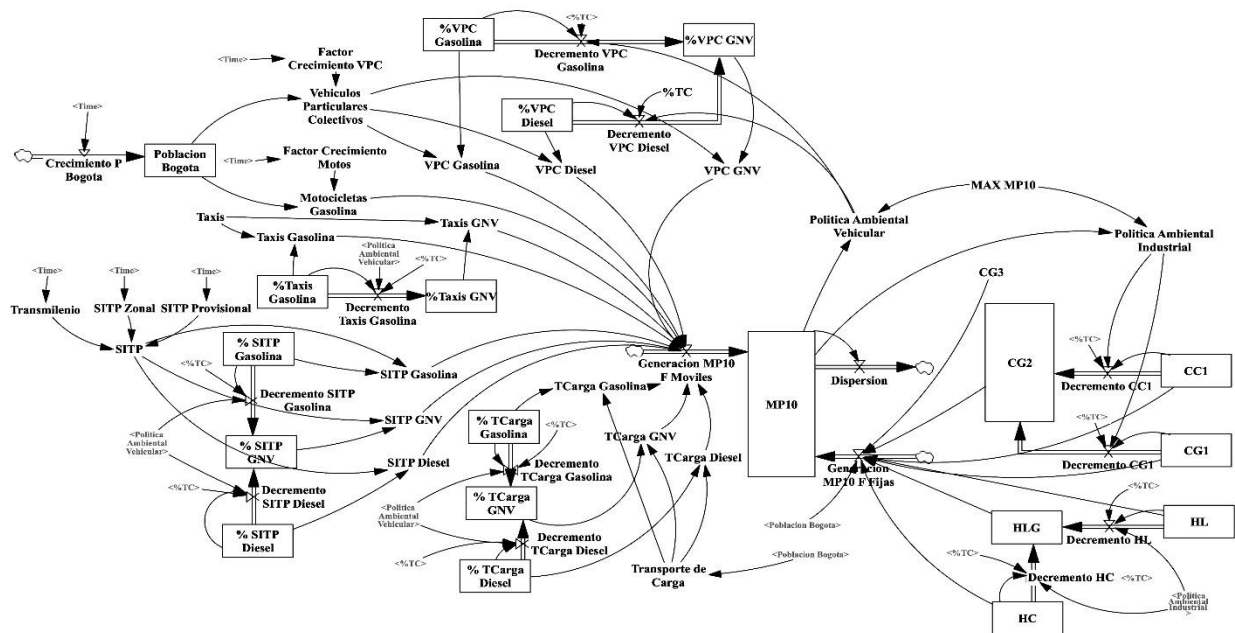 %VPC
Gasolina
<%TC>
Decremento VPC
Gasolina
%VPC GNV
Factor
Crecimiento VPC
<Time>
Vehiculos
Particulares
Colectivos
%VPC
Diesel
%TC
Decremento
VPC Diesel
<Time>
Crecimiento P
Bogota
Poblacion
Bogota
<Time>
Factor Crecimiento
Motos
Motocicletas
Gasolina
VPC Gasolina
VPC Diesel
VPC GNV
MAX MP10
Politica Ambiental
Vehicular
Politica Ambiental
Industrial
Taxis
Taxis GNV
Taxis Gasolina
<Politica
Ambiental
Vehicular>
<%TC>
%Taxis
Gasolina
Decremento
Taxis Gasolina
%Taxis GNV
<Time>
<Time>
<Time>
Transmilenio
SITP Zonal
SITP Provisional
SITP
% SITP
Gasolina
<%TC>
Decremento SITP
Gasolina
SITP Gasolina
SITP GNV
SITP Diesel
<Politica
Ambiental
Vehicular>
% SITP
GNV
<%TC>
Decremento
SITP Diesel
% SITP
Diesel
Generacion MP10
F Moviles
MP10
Dispersion
TCarga Gasolina
% TCarga
Gasolina
<%TC>
TCarga GNV
TCarga Diesel
Decremento
TCarga Gasolina
% TCarga
GNV
<Politica
Ambiental
Vehicular>
Decremento
TCarga Diesel
<%TC>
% TCarga
Diesel
Transporte de
Carga
<Poblacion Bogota>
<Poblacion Bogota>
Generacion
MP10 F Fijas
CG3
CG2
<%TC>
Decremento CC1
CC1
<%TC>
Decremento CG1
CG1
HLG
<%TC>
Decremento HL
HL
<%TC>
Decremento HC
<%TC>
HC
<Politica
Ambiental
Industrial
>